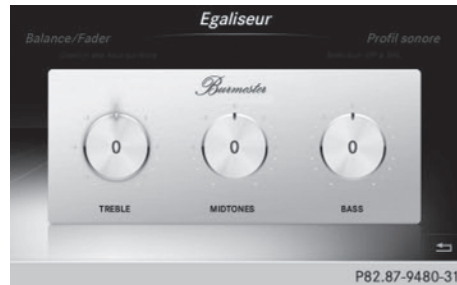 Egaliseur
Balance/Fader
Profil sonore
Burmester
0 0 0
TREBLE MIDTONES BASS
P82.87-9480-31